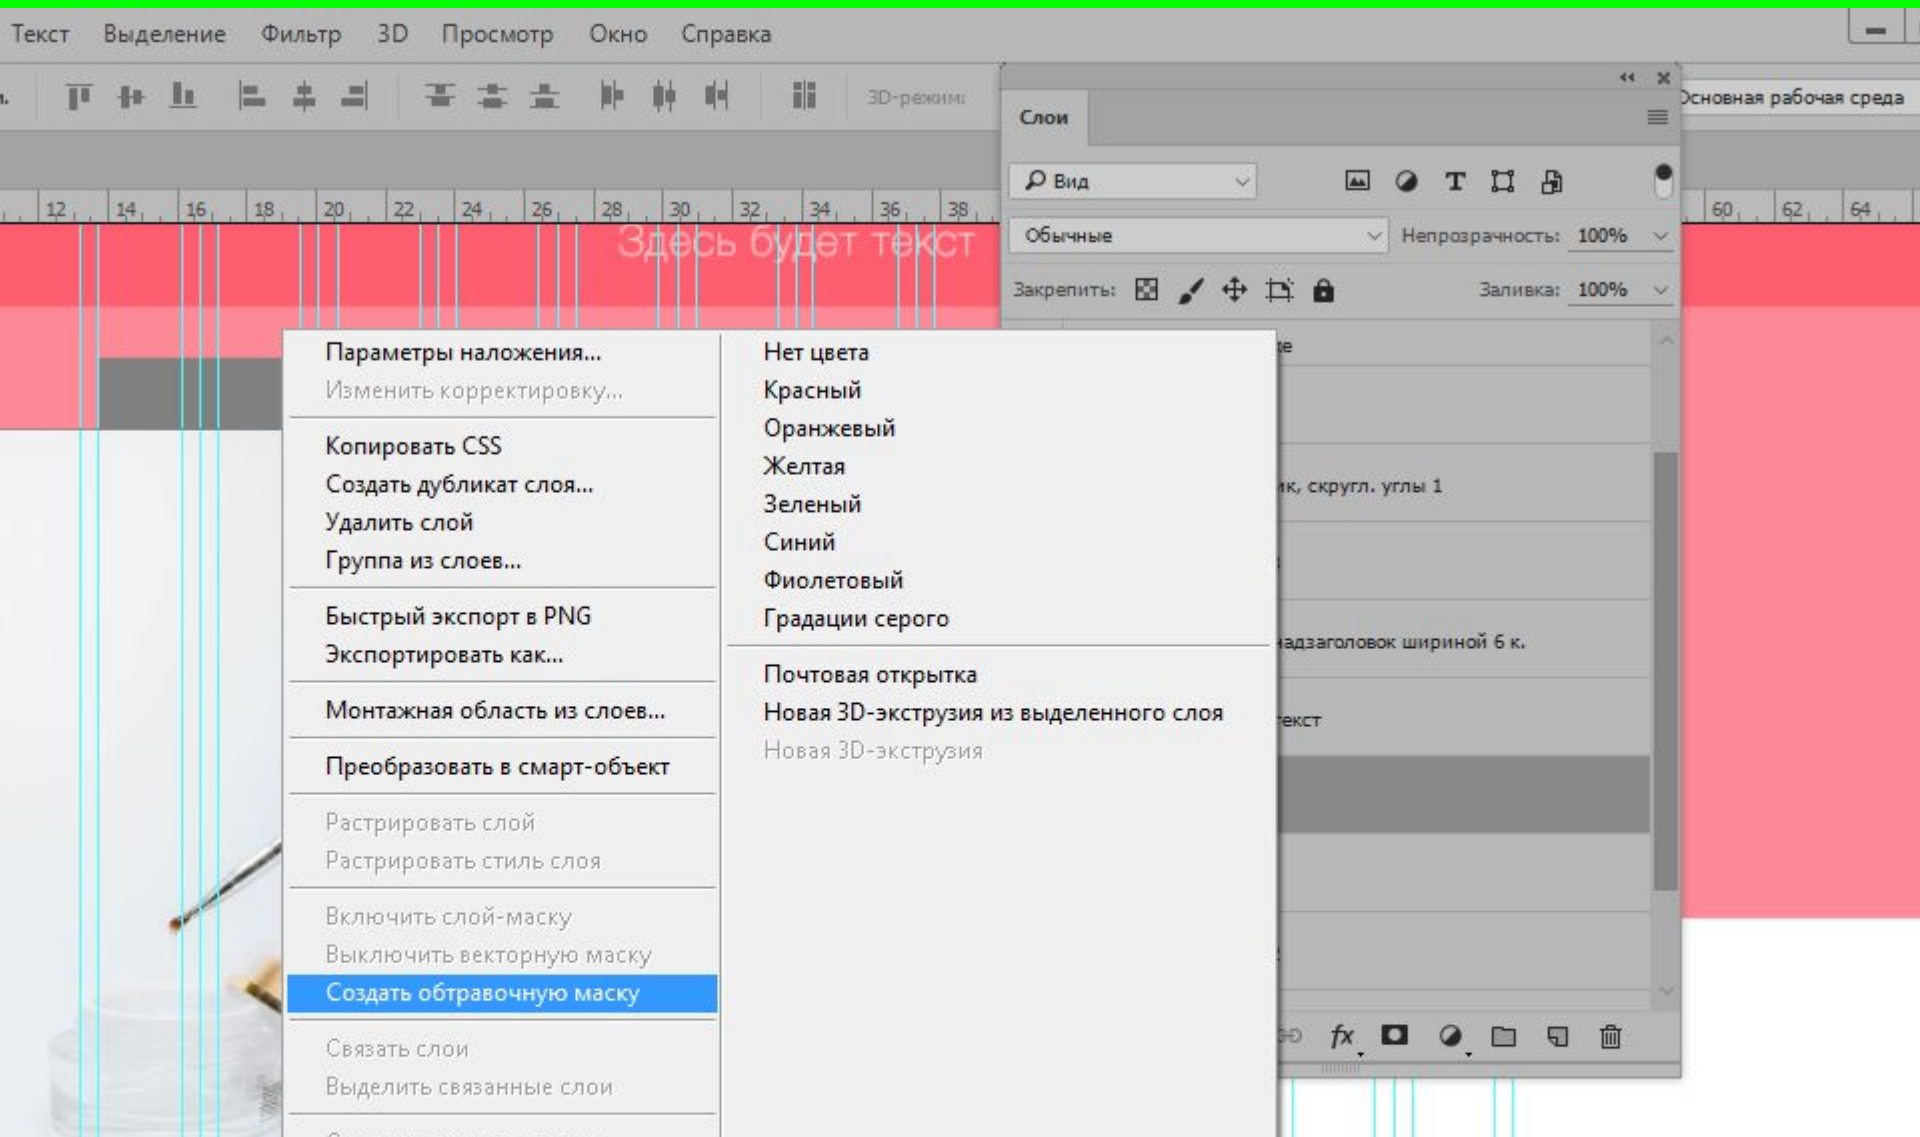 Текст Выделение Фильтр 3D Просмотр Окно Справка
3D-режим:
Основная рабочая среда
Слои
Вид
12 14 16 18 20 22 24 26 28 30 32 34 36 38 60 62 64
Обычные Непрозрачность: 100%
Здесь будет текст
Закрепить: Заливка: 100%
Параметры наложения...
Изменить корректировку...
Копировать CSS
Создать дубликат слоя...
Удалить слой
Группа из слоев...
Быстрый экспорт в PNG
Экспортировать как...
Монтажная область из слоев...
Преобразовать в смарт-объект
Растрировать слой
Растрировать стиль слоя
Включить слой-маску
Выключить векторную маску
Создать обтравочную маску
Связать слои
Выделить связанные слои
Нет цвета
Красный
Оранжевый
Желтая
Зеленый
Синий
Фиолетовый
Градации серого
Почтовая открытка
Новая 3D-экструзия из выделенного слоя
Новая 3D-экструзия
ик, скругл. углы 1
надзаголовок шириной 6 к.
текст
fx